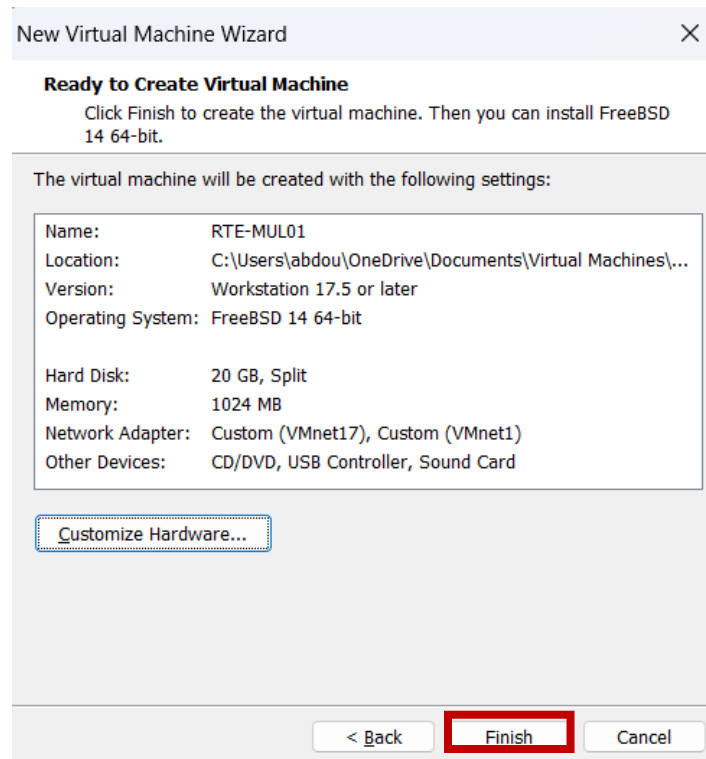 New Virtual Machine Wizard
Ready to Create Virtual Machine
Click Finish to create the virtual machine. Then you can install FreeBSD
14 64-bit.
The virtual machine will be created with the following settings:
Name: RTE-MUL01
Location: C:\Users\abdou\OneDrive\Documents\Virtual Machines\...
Version: Workstation 17.5 or later
Operating System: FreeBSD 14 64-bit
Hard Disk: 20 GB, Split
Memory: 1024 MB
Network Adapter: Custom (VMnet17), Custom (VMnet1)
Other Devices: CD/DVD, USB Controller, Sound Card
Customize Hardware...
< Back Finish Cancel